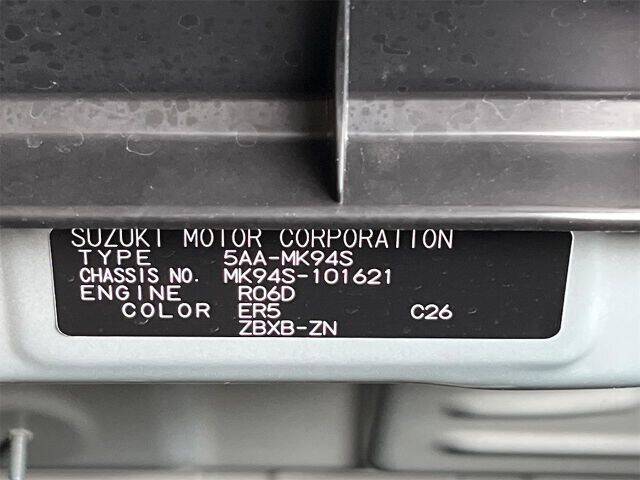 SUZUKI MOTOR CORPORATION
TYPE 5AA-MK94S
CHASSIS NO. MK94S-101621
ENGINE R06D
COLOR ER5 C26
ZBXB-ZN